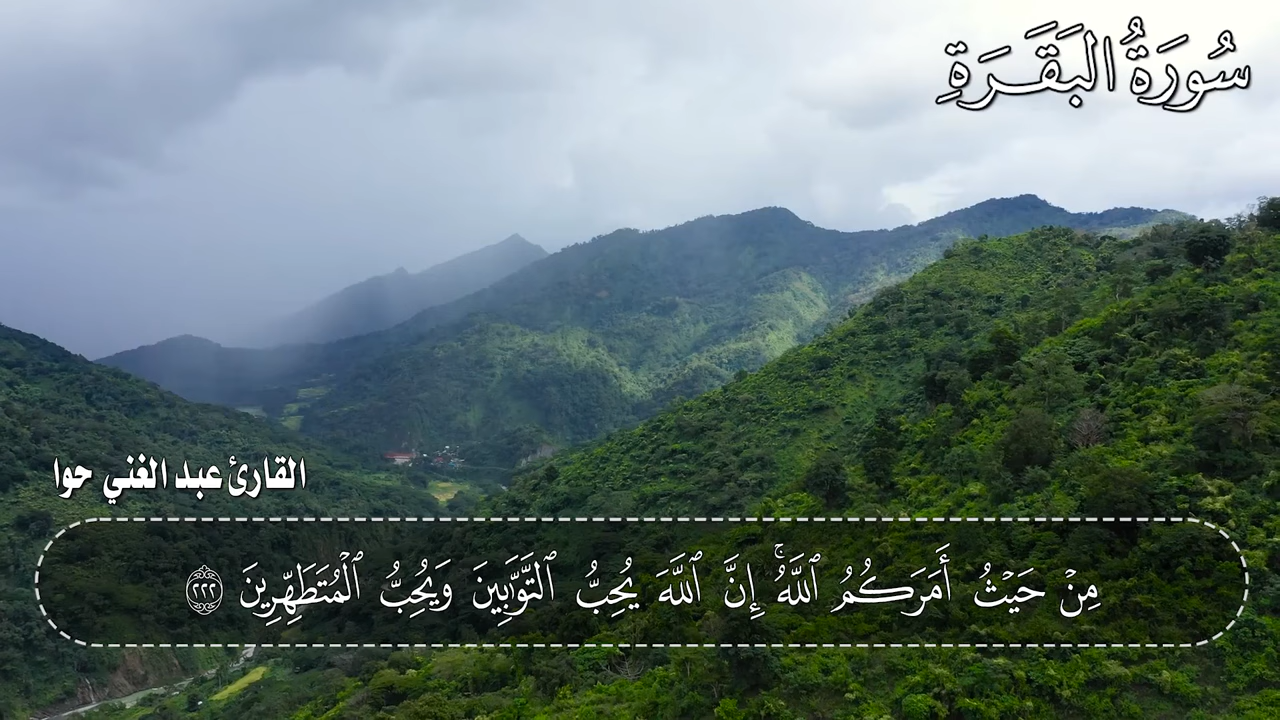 سُورَةُ البَقَرَةِ
القارئ عبد الغني حوا
مِنْ حَيْثُ أَمَرَكُمُ ٱللَّهُۚ إِنَّ ٱللَّهَ يُحِبُّ ٱلتَّوَّٰبِينَ وَيُحِبُّ ٱلْمُتَطَهِّرِينَ ٢٢٢